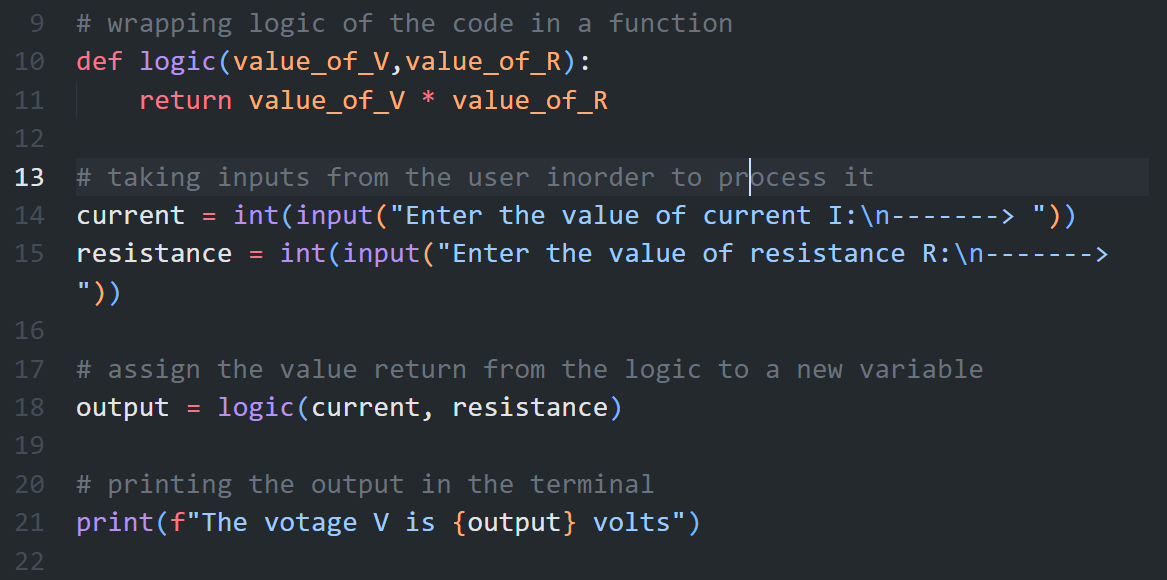 9 # wrapping logic of the code in a function
10 def logic(value_of_V,value_of_R):
11     return value_of_V * value_of_R
12
13 # taking inputs from the user inorder to process it
14 current = int(input("Enter the value of current I:\n-------> "))
15 resistance = int(input("Enter the value of resistance R:\n------->
"))
16
17 # assign the value return from the logic to a new variable
18 output = logic(current, resistance)
19
20 # printing the output in the terminal
21 print(f"The votage V is {output} volts")
22